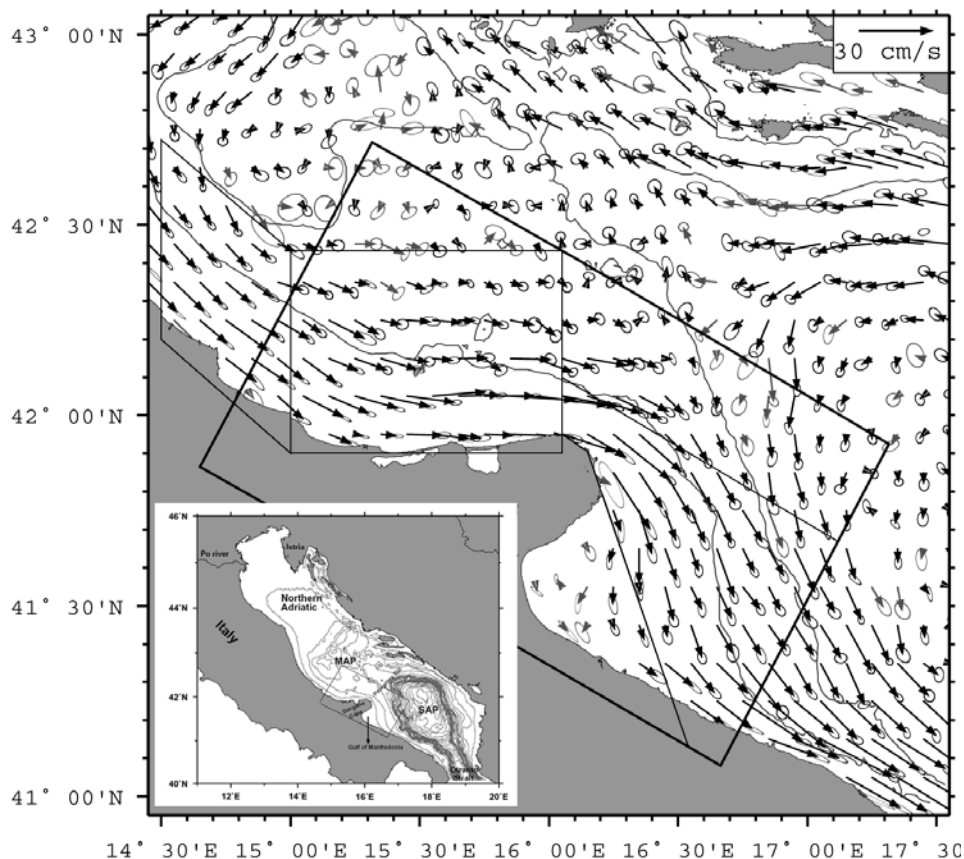 43° 00'N
30 cm/s
42° 30'N
42° 00'N
41° 30'N
41° 00'N
14° 30'E 15° 00'E 15° 30'E 16° 00'E 16° 30'E 17° 00'E 17° 30'E
46°N
Po river
Istria
44°N
Northern
Adriatic
Italy
MAP
42°N
SAP
Gulf of Manfredonia
40°N
12°E 14°E 16°E 18°E 20°E